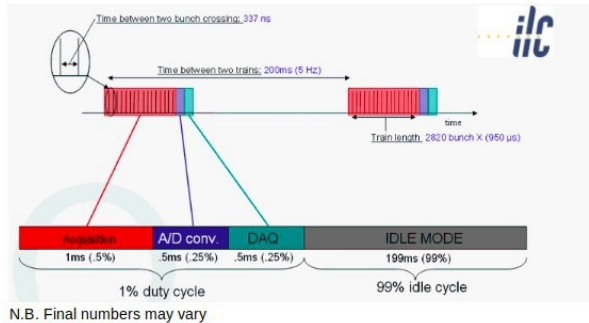 Time between two bunch crossing: 337 ns
ilc
Time between two trains: 200ms (5 Hz)
time
Train length 2820 bunch X (950 µs)
Acquisition A/D conv. DAQ IDLE MODE
1ms (.5%) .5ms (.25%) .5ms (.25%) 199ms (99%)
1% duty cycle 99% idle cycle
N.B. Final numbers may vary